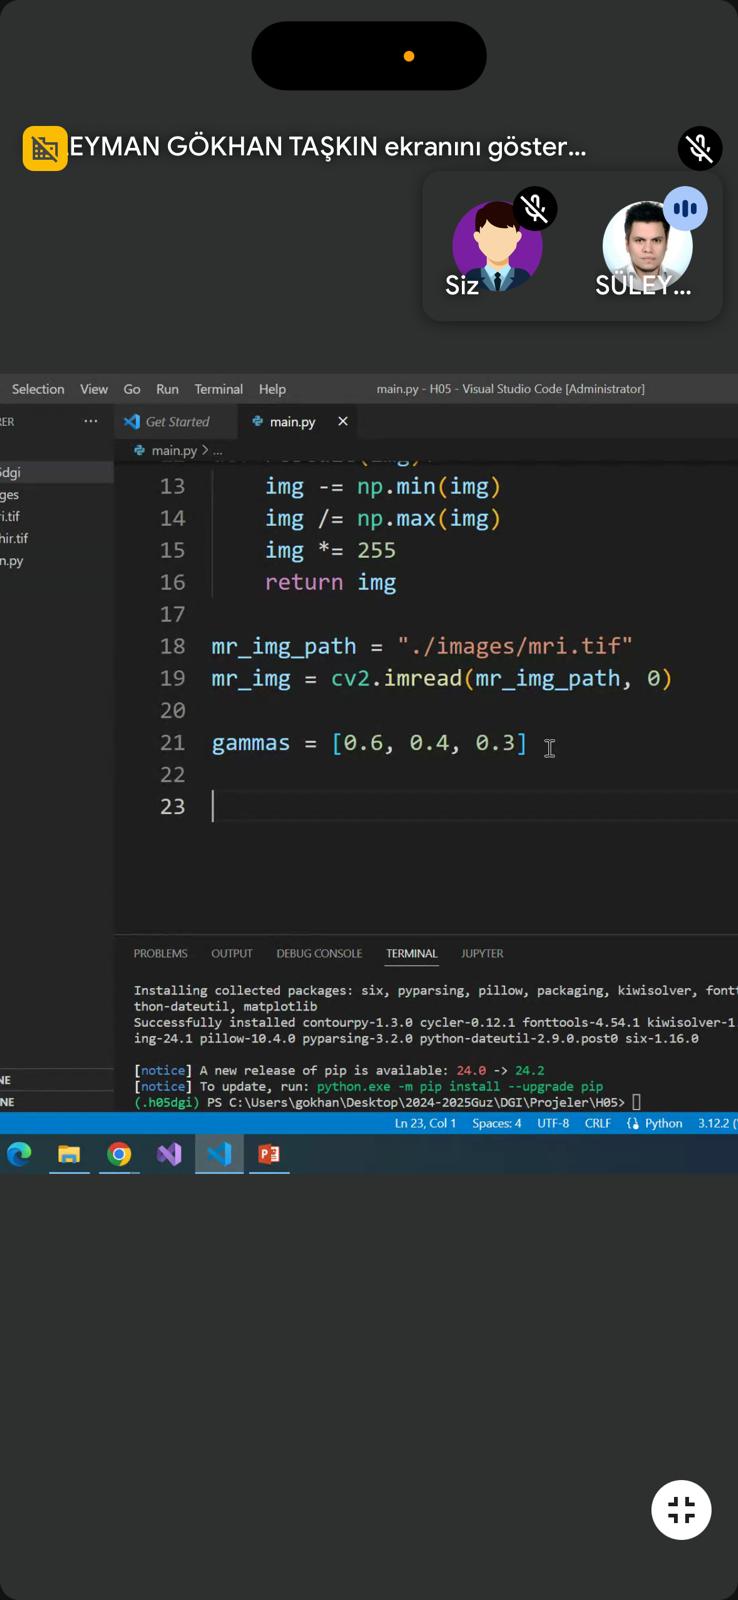 EYMAN GÖKHAN TAŞKIN ekranını göster...
Siz
SÜLEY...
Selection View Go Run Terminal Help main.py - H05 - Visual Studio Code [Administrator]
RER ... Get Started main.py
main.py > ...
5dgi
ges
ri.tif
hir.tif
n.py
13 img -= np.min(img)
14 img /= np.max(img)
15 img *= 255
16 return img
17
18 mr_img_path = "./images/mri.tif"
19 mr_img = cv2.imread(mr_img_path, 0)
20
21 gammas = [0.6, 0.4, 0.3]
22
23
PROBLEMS OUTPUT DEBUG CONSOLE TERMINAL JUPYTER
Installing collected packages: six, pyparsing, pillow, packaging, kiwisolver, fontt
thon-dateutil, matplotlib
Successfully installed contourpy-1.3.0 cycler-0.12.1 fonttools-4.54.1 kiwisolver-1
ing-24.1 pillow-10.4.0 pyparsing-3.2.0 python-dateutil-2.9.0.post0 six-1.16.0
[notice] A new release of pip is available: 24.0 -> 24.2
[notice] To update, run: python.exe -m pip install --upgrade pip
(.h05dgi) PS C:\Users\gokhan\Desktop\2024-2025Guz\DGI\Projeler\H05>
NE
NE
Ln 23, Col 1 Spaces: 4 UTF-8 CRLF Python 3.12.2 ('